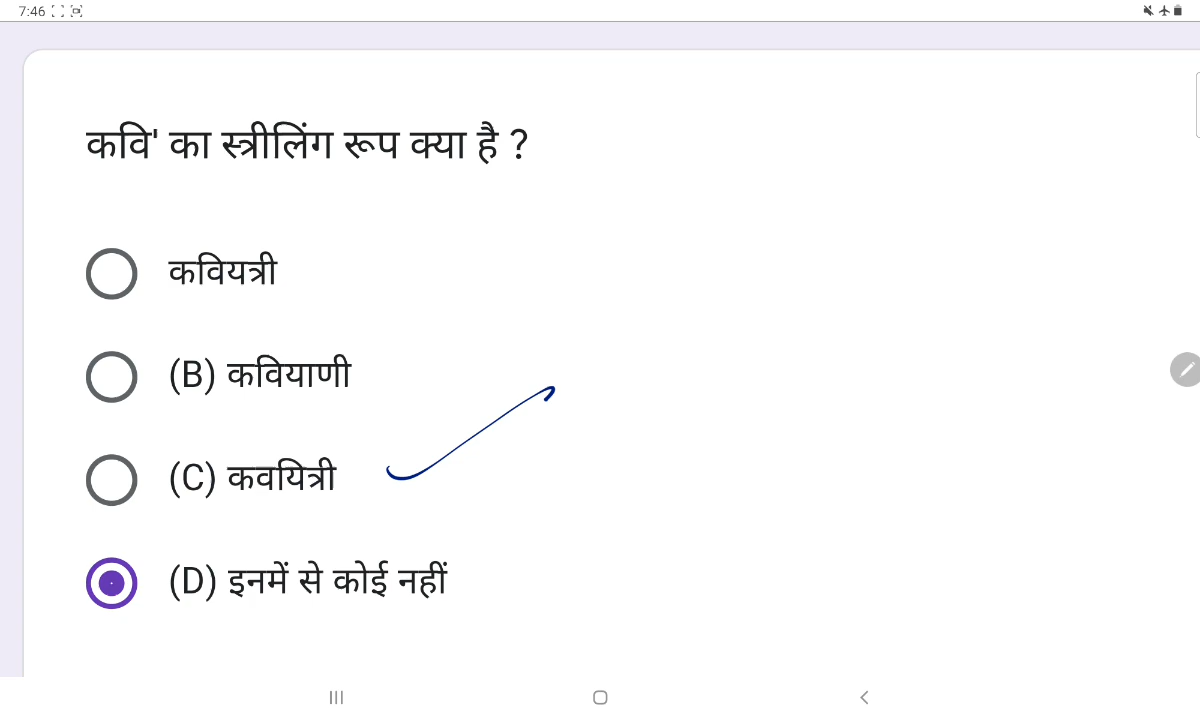 7:46
कवि' का स्त्रीलिंग रूप क्या है ?
कवियत्री
(B) कवियाणी
(C) कवयित्री
(D) इनमें से कोई नहीं